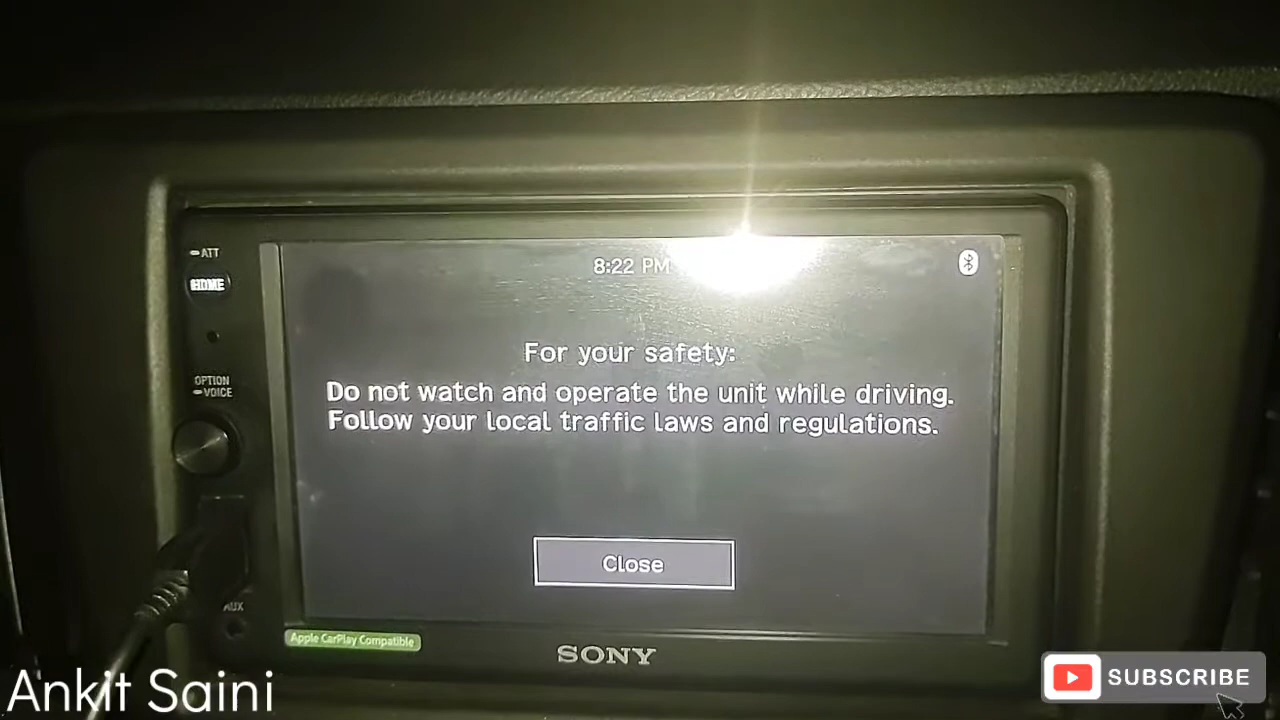 ATT
8:22 PM
HOME
For your safety:
OPTION
VOICE
Do not watch and operate the unit while driving.
Follow your local traffic laws and regulations.
Close
AUX
Apple CarPlay Compatible
SONY
Ankit Saini
SUBSCRIBE